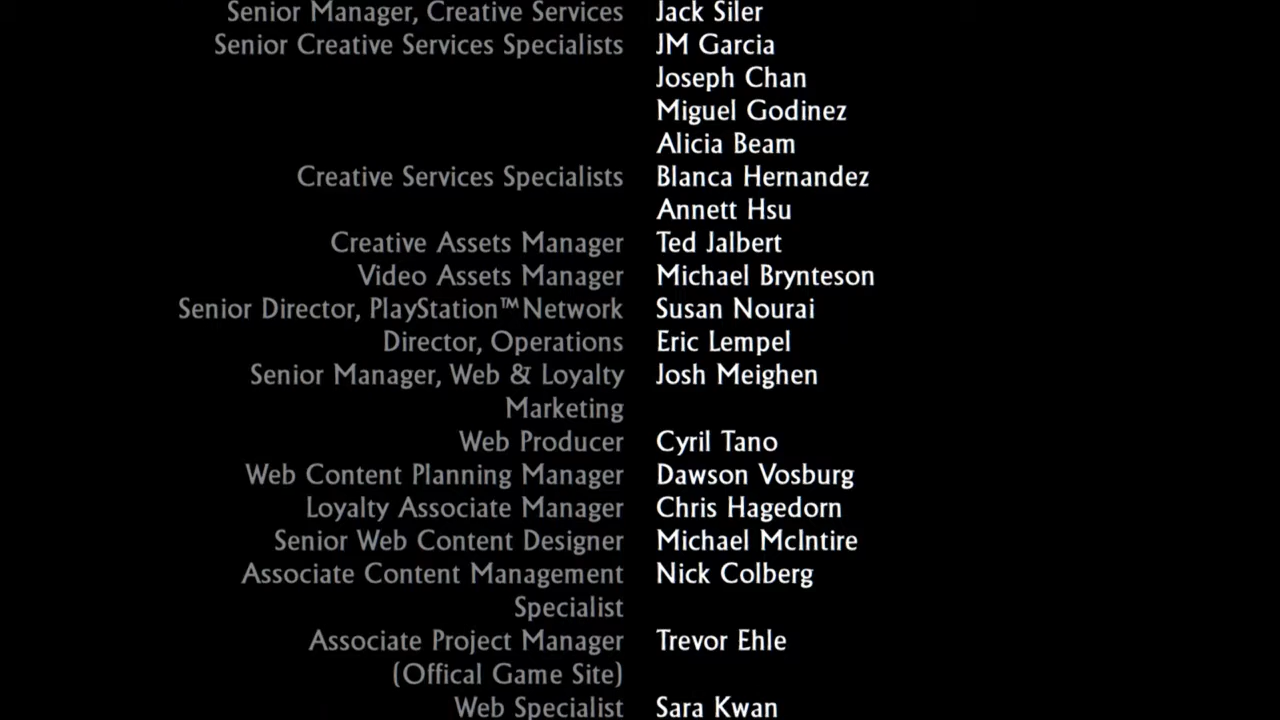 Senior Manager, Creative Services Jack Siler
Senior Creative Services Specialists JM Garcia
Joseph Chan
Miguel Godinez
Alicia Beam
Creative Services Specialists Blanca Hernandez
Annett Hsu
Creative Assets Manager Ted Jalbert
Video Assets Manager Michael Brynteson
Senior Director, PlayStation™Network Susan Nourai
Director, Operations Eric Lempel
Senior Manager, Web & Loyalty Josh Meighen
Marketing
Web Producer Cyril Tano
Web Content Planning Manager Dawson Vosburg
Loyalty Associate Manager Chris Hagedorn
Senior Web Content Designer Michael McIntire
Associate Content Management Nick Colberg
Specialist
Associate Project Manager Trevor Ehle
(Offical Game Site)
Web Specialist Sara Kwan